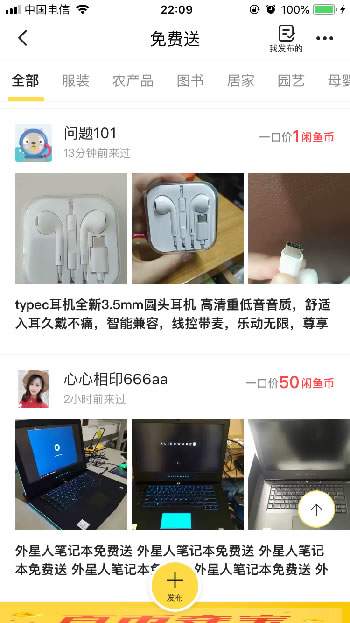 中国电信 22:09 100%
免费送
我发布的
全部 服装 农产品 图书 居家 园艺 母婴
问题101
一口价1闲鱼币
13分钟前来过
typec耳机全新3.5mm圆头耳机 高清重低音音质，舒适
入耳久戴不痛，智能兼容，线控带麦，乐动无限，尊享
心心相印666aa
一口价50闲鱼币
2小时前来过
ALIENWARE
外星人笔记本免费送 外星人笔记本免费送 外星人笔记
本免费送 外星人笔记本免费送 外
发布